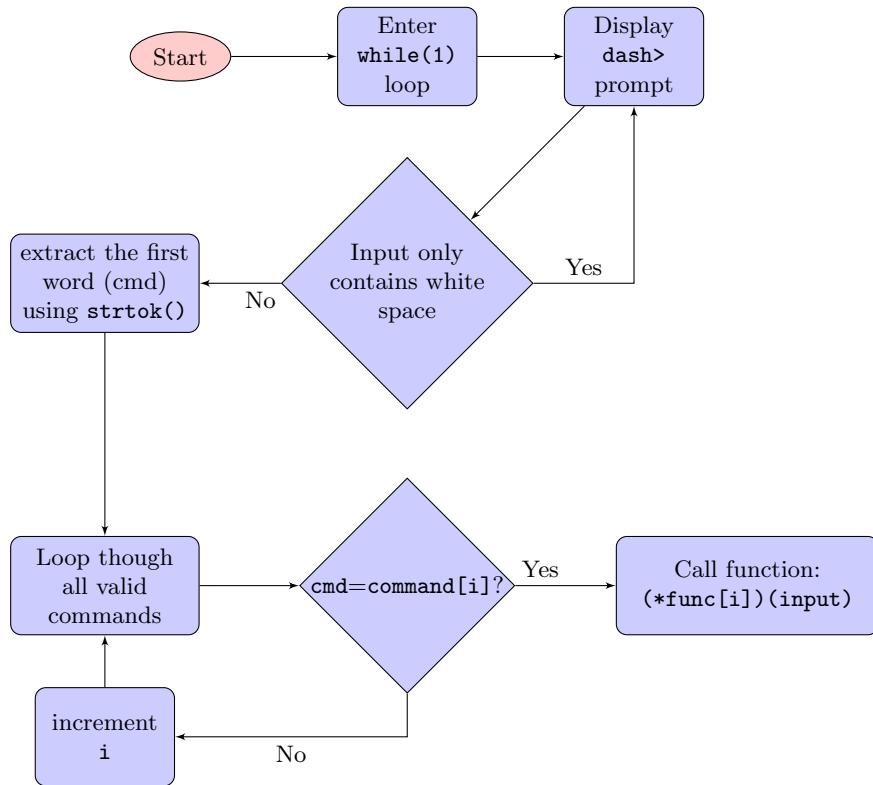 Start
Enter
while(1)
loop
Display
dash>
prompt
Input only
contains white
space
Yes
No
extract the first
word (cmd)
using strtok()
Loop though
all valid
commands
cmd=command[i]?
Yes
Call function:
(*func[i])(input)
No
increment
i